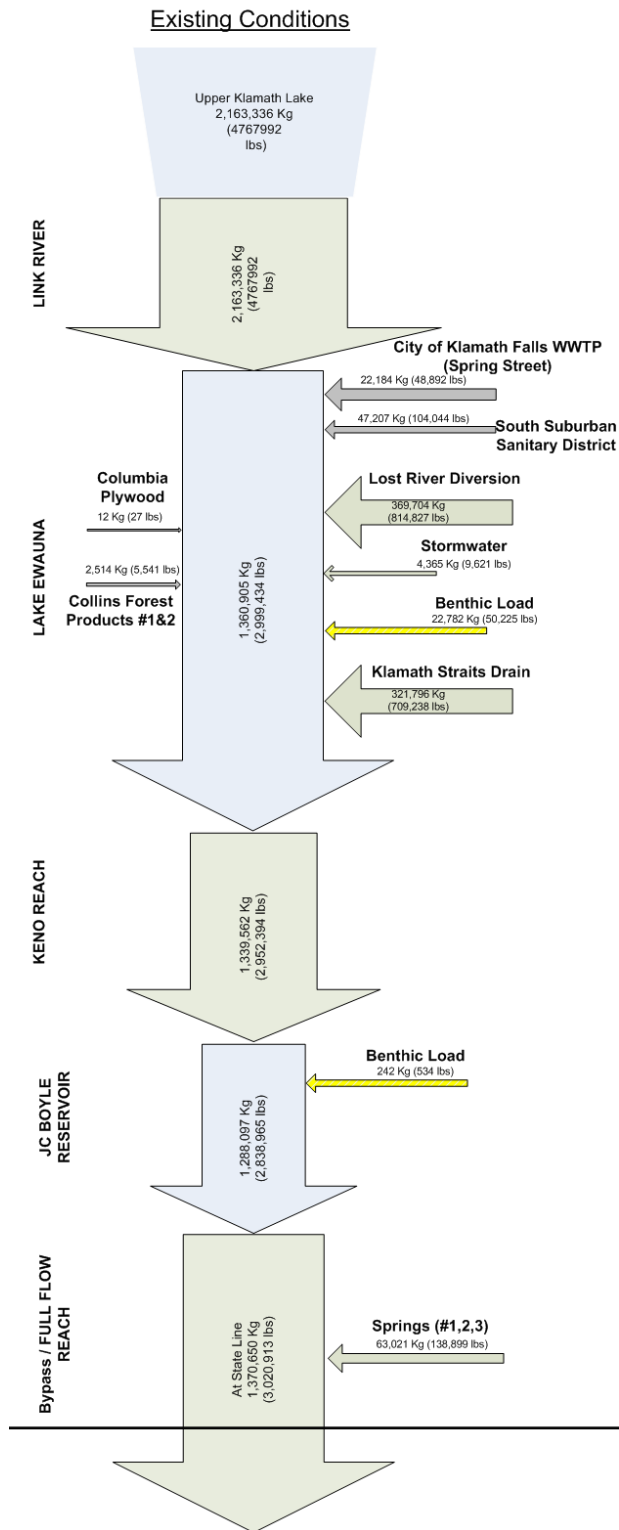 Existing Conditions
Upper Klamath Lake
2,163,336 Kg
(4767992
lbs)
LINK RIVER
2,163,336 Kg
(4767992
lbs)
City of Klamath Falls WWTP
(Spring Street)
22,184 Kg (48,892 lbs)
47,207 Kg (104,044 lbs)
South Suburban
Sanitary District
Columbia
Plywood
12 Kg (27 lbs)
Lost River Diversion
369,704 Kg
(814,827 lbs)
Stormwater
4,365 Kg (9,621 lbs)
2,514 Kg (5,541 lbs)
Collins Forest
Products #1&2
LAKE EWAUNA
1,360,905 Kg
(2,999,434 lbs)
Benthic Load
22,782 Kg (50,225 lbs)
Klamath Straits Drain
321,796 Kg
(709,238 lbs)
KENO REACH
1,339,562 Kg
(2,952,394 lbs)
JC BOYLE
RESERVOIR
1,288,097 Kg
(2,838,965 lbs)
Benthic Load
242 Kg (534 lbs)
Bypass / FULL FLOW
REACH
At State Line
1,370,650 Kg
(3,020,913 lbs)
Springs (#1,2,3)
63,021 Kg (138,899 lbs)